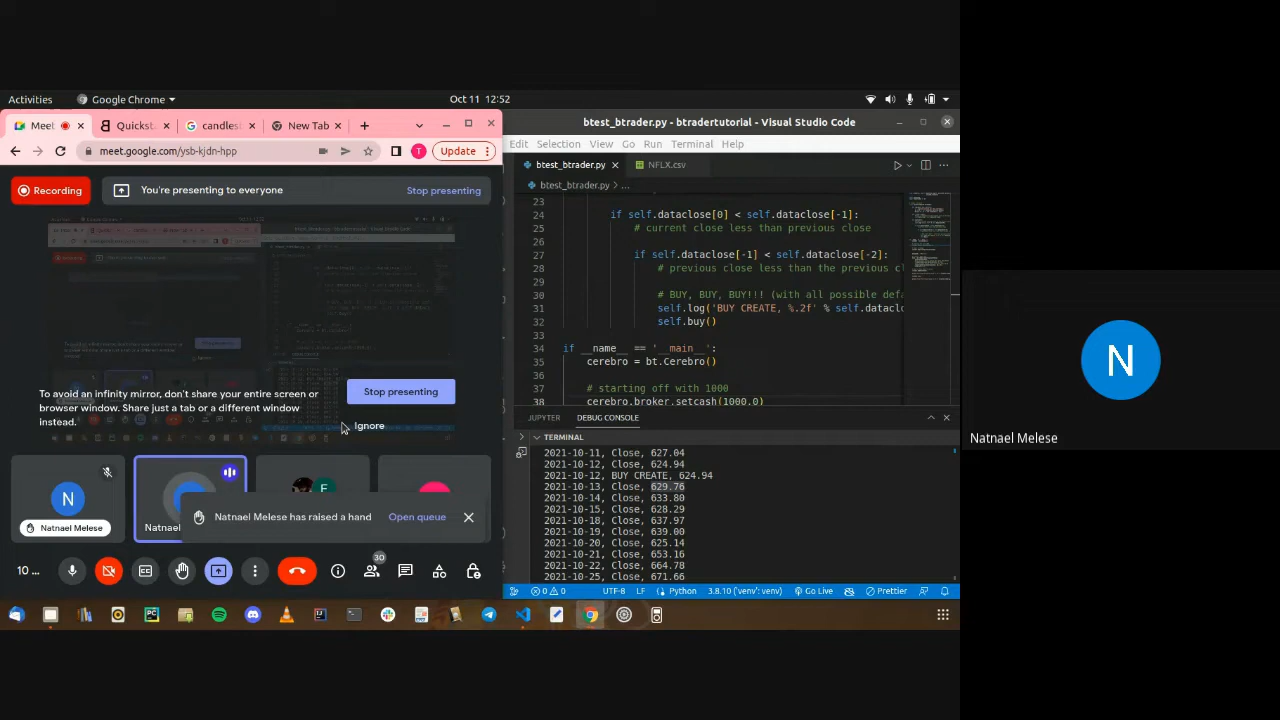 Activities
Google Chrome
Oct 11 12:52
Meet
Quickst
candles
New Tab
meet.google.com/ysb-kjdn-hpp
T
Update
Recording
You're presenting to everyone
Stop presenting
To avoid an infinity mirror, don't share your entire screen or
browser window. Share just a tab or a different window
instead.
Stop presenting
Ignore
N
Natnael Melese
Natnael
E
Natnael Melese has raised a hand
Open queue
10 ...
30
btest_btrader.py - btradertutorial - Visual Studio Code
Edit Selection View Go Run Terminal Help
btest_btrader.py
NFLX.csv
btest_btrader.py > ...
23
24 if self.dataclose[0] < self.dataclose[-1]:
25 # current close less than previous close
26
27 if self.dataclose[-1] < self.dataclose[-2]:
28 # previous close less than the previous cl
29
30 # BUY, BUY, BUY!!! (with all possible defa
31 self.log('BUY CREATE, %.2f' % self.datacl
32 self.buy()
33
34 if __name__ == '__main__':
35 cerebro = bt.Cerebro()
36
37 # starting off with 1000
38 cerebro.broker.setcash(1000.0)
JUPYTER DEBUG CONSOLE
TERMINAL
2021-10-11, Close, 627.04
2021-10-12, Close, 624.94
2021-10-12, BUY CREATE, 624.94
2021-10-13, Close, 629.76
2021-10-14, Close, 633.80
2021-10-15, Close, 628.29
2021-10-18, Close, 637.97
2021-10-19, Close, 639.00
2021-10-20, Close, 625.14
2021-10-21, Close, 653.16
2021-10-22, Close, 664.78
2021-10-25, Close, 671.66
0 0 UTF-8 LF Python 3.8.10 ('venv': venv) Go Live Prettier
N
Natnael Melese